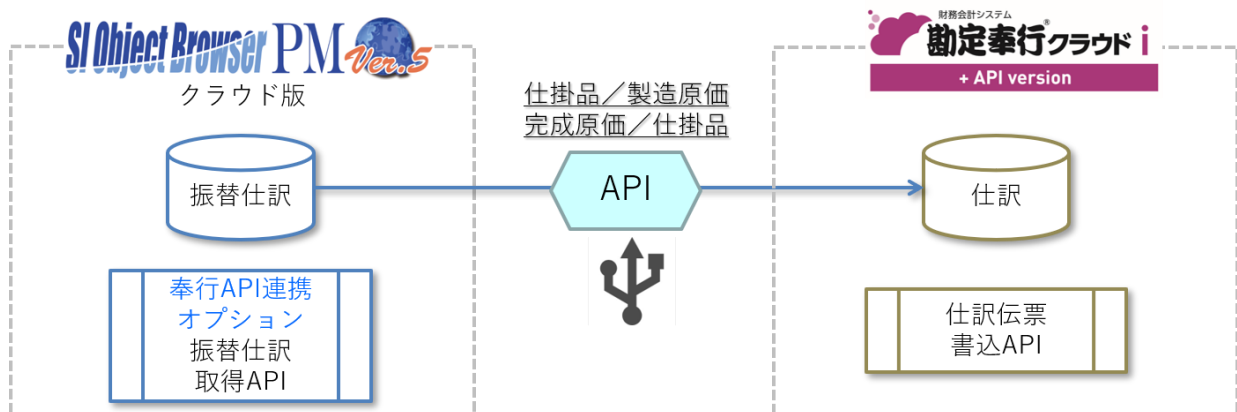 SI Object Browser PM Ver.5
クラウド版
振替仕訳
奉行API連携
オプション
振替仕訳
取得API
仕掛品／製造原価
完成原価／仕掛品
API
財務会計システム
勘定奉行®クラウド i
+ API version
仕訳
仕訳伝票
書込API